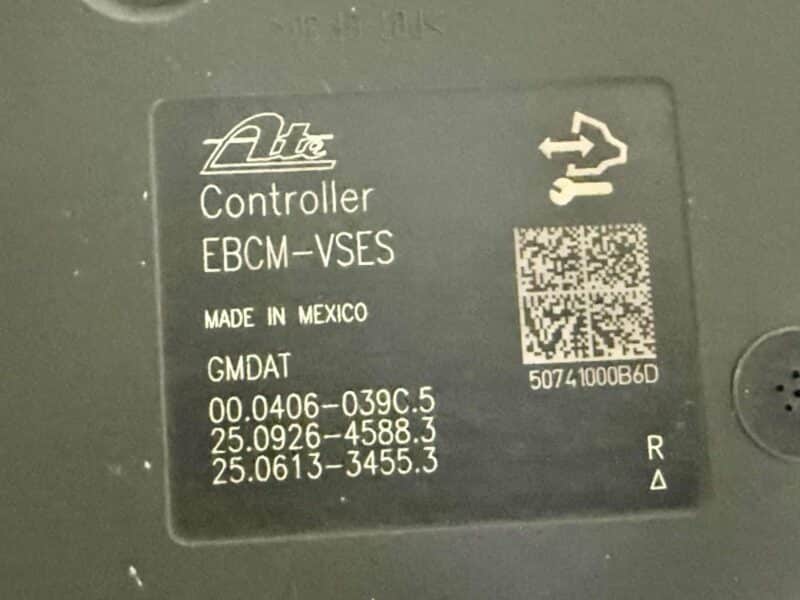 Ate
Controller
EBCM-VSES
MADE IN MEXICO
GMDAT
00.0406-039C.5
25.0926-4588.3
25.0613-3455.3
50741000B6D
R
Δ